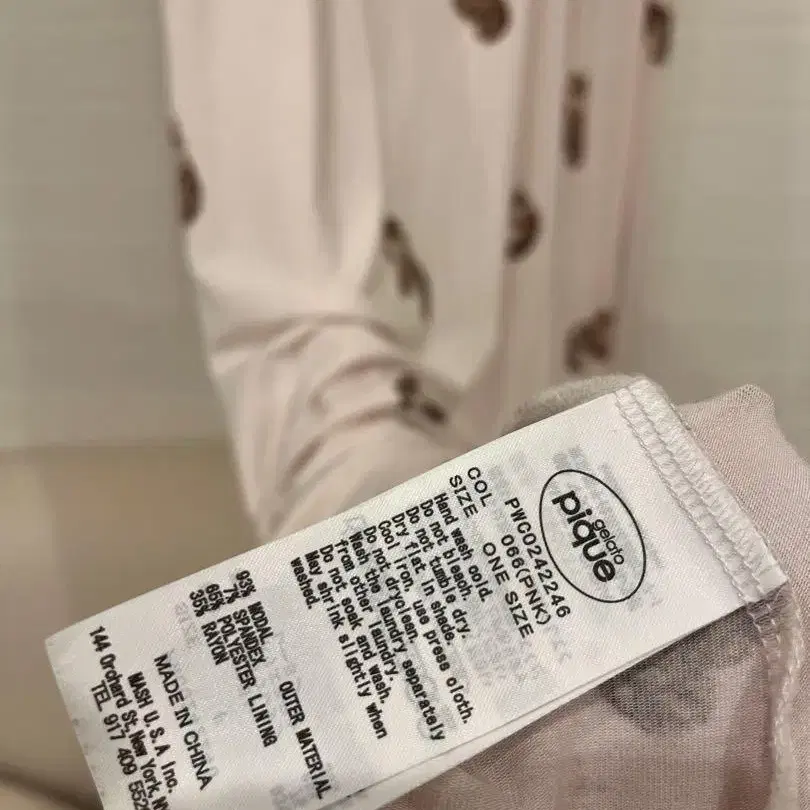 gelato
pique
PWCO242246
COL 066(PNK)
SIZE ONE SIZE
Hand wash cold.
Do not bleach.
Do not tumble dry.
Dry flat. in shade.
Cool iron. use press cloth.
Do not dryclean.
Wash the laundry separately
from other laundry.
Do not soak and wash.
May shrink slightly when
washed.
OUTER MATERIAL
93% MODAL
7% SPANDEX
LINING
65% POLYESTER
35% RAYON
MADE IN CHINA
MASH U.S.A Inc.
144 Orchard St, New York,
TEL 917 409